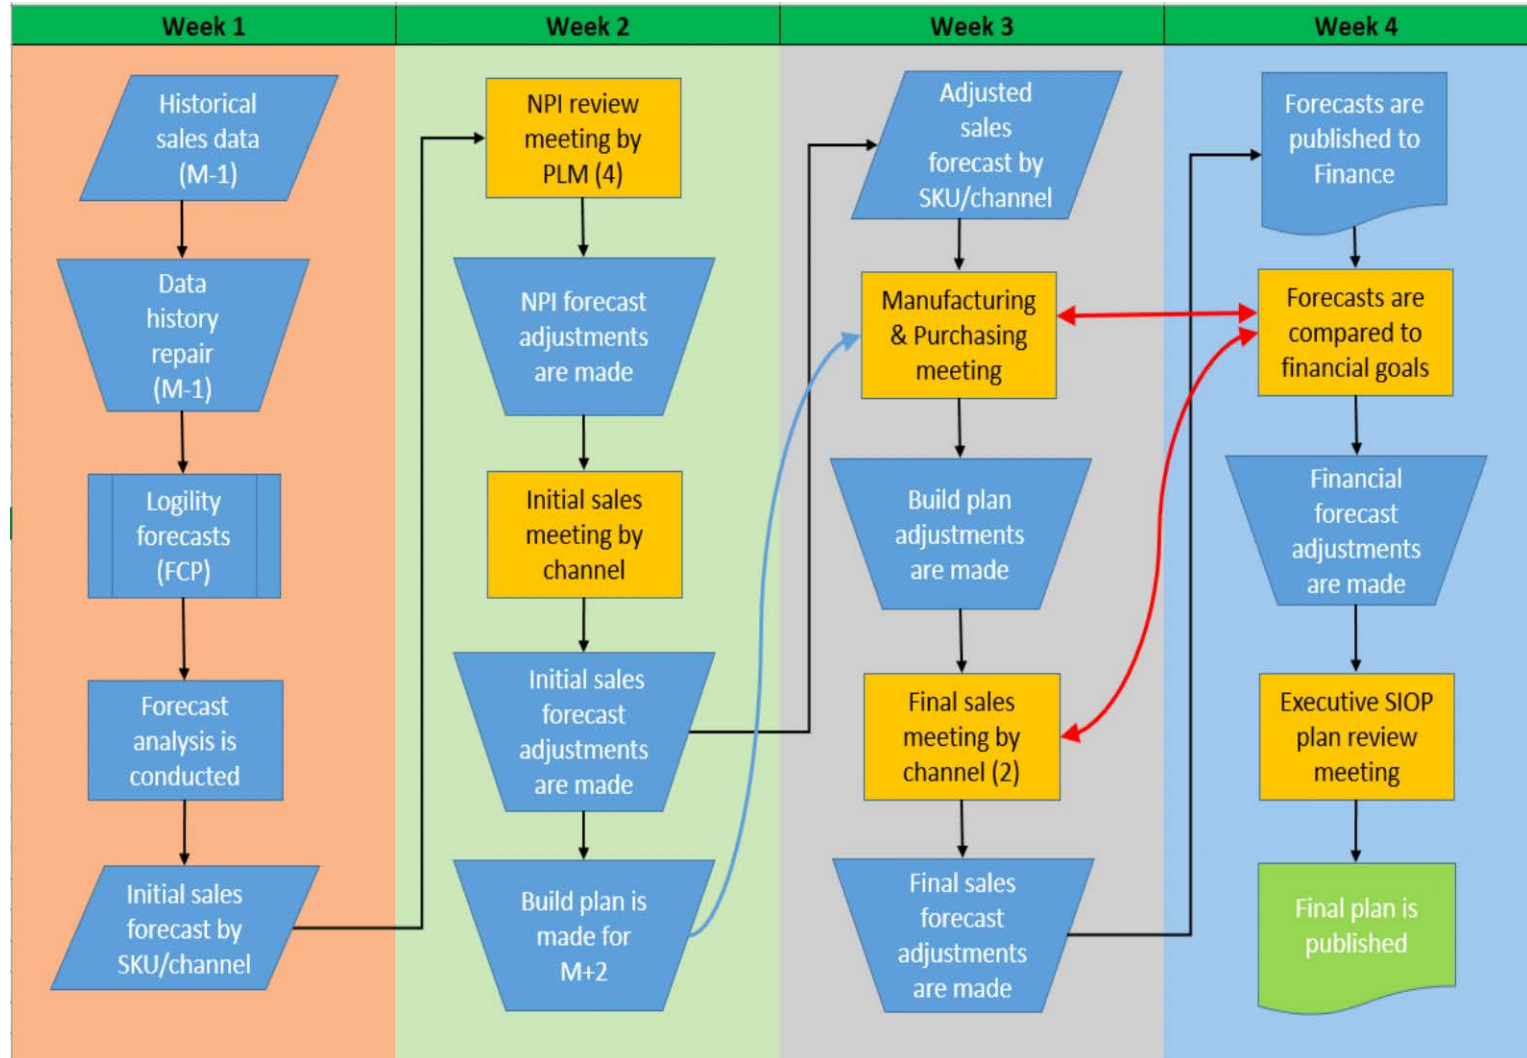 Week 1
Week 2
Week 3
Week 4
Historical
sales data
(M-1)
Data
history
repair
(M-1)
Logility
forecasts
(FCP)
Forecast
analysis is
conducted
Initial sales
forecast by
SKU/channel
NPI review
meeting by
PLM (4)
NPI forecast
adjustments
are made
Initial sales
meeting by
channel
Initial sales
forecast
adjustments
are made
Build plan is
made for
M+2
Adjusted
sales
forecast by
SKU/channel
Manufacturing
& Purchasing
meeting
Build plan
adjustments
are made
Final sales
meeting by
channel (2)
Final sales
forecast
adjustments
are made
Forecasts are
published to
Finance
Forecasts are
compared to
financial goals
Financial
forecast
adjustments
are made
Executive SIOP
plan review
meeting
Final plan is
published